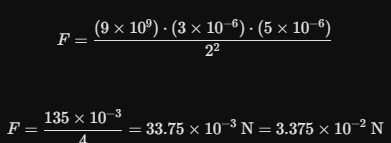 F = (9 × 10⁹) · (3 × 10⁻⁶) · (5 × 10⁻⁶) / 2²
F = 135 × 10⁻³ / 4 = 33.75 × 10⁻³ N = 3.375 × 10⁻² N